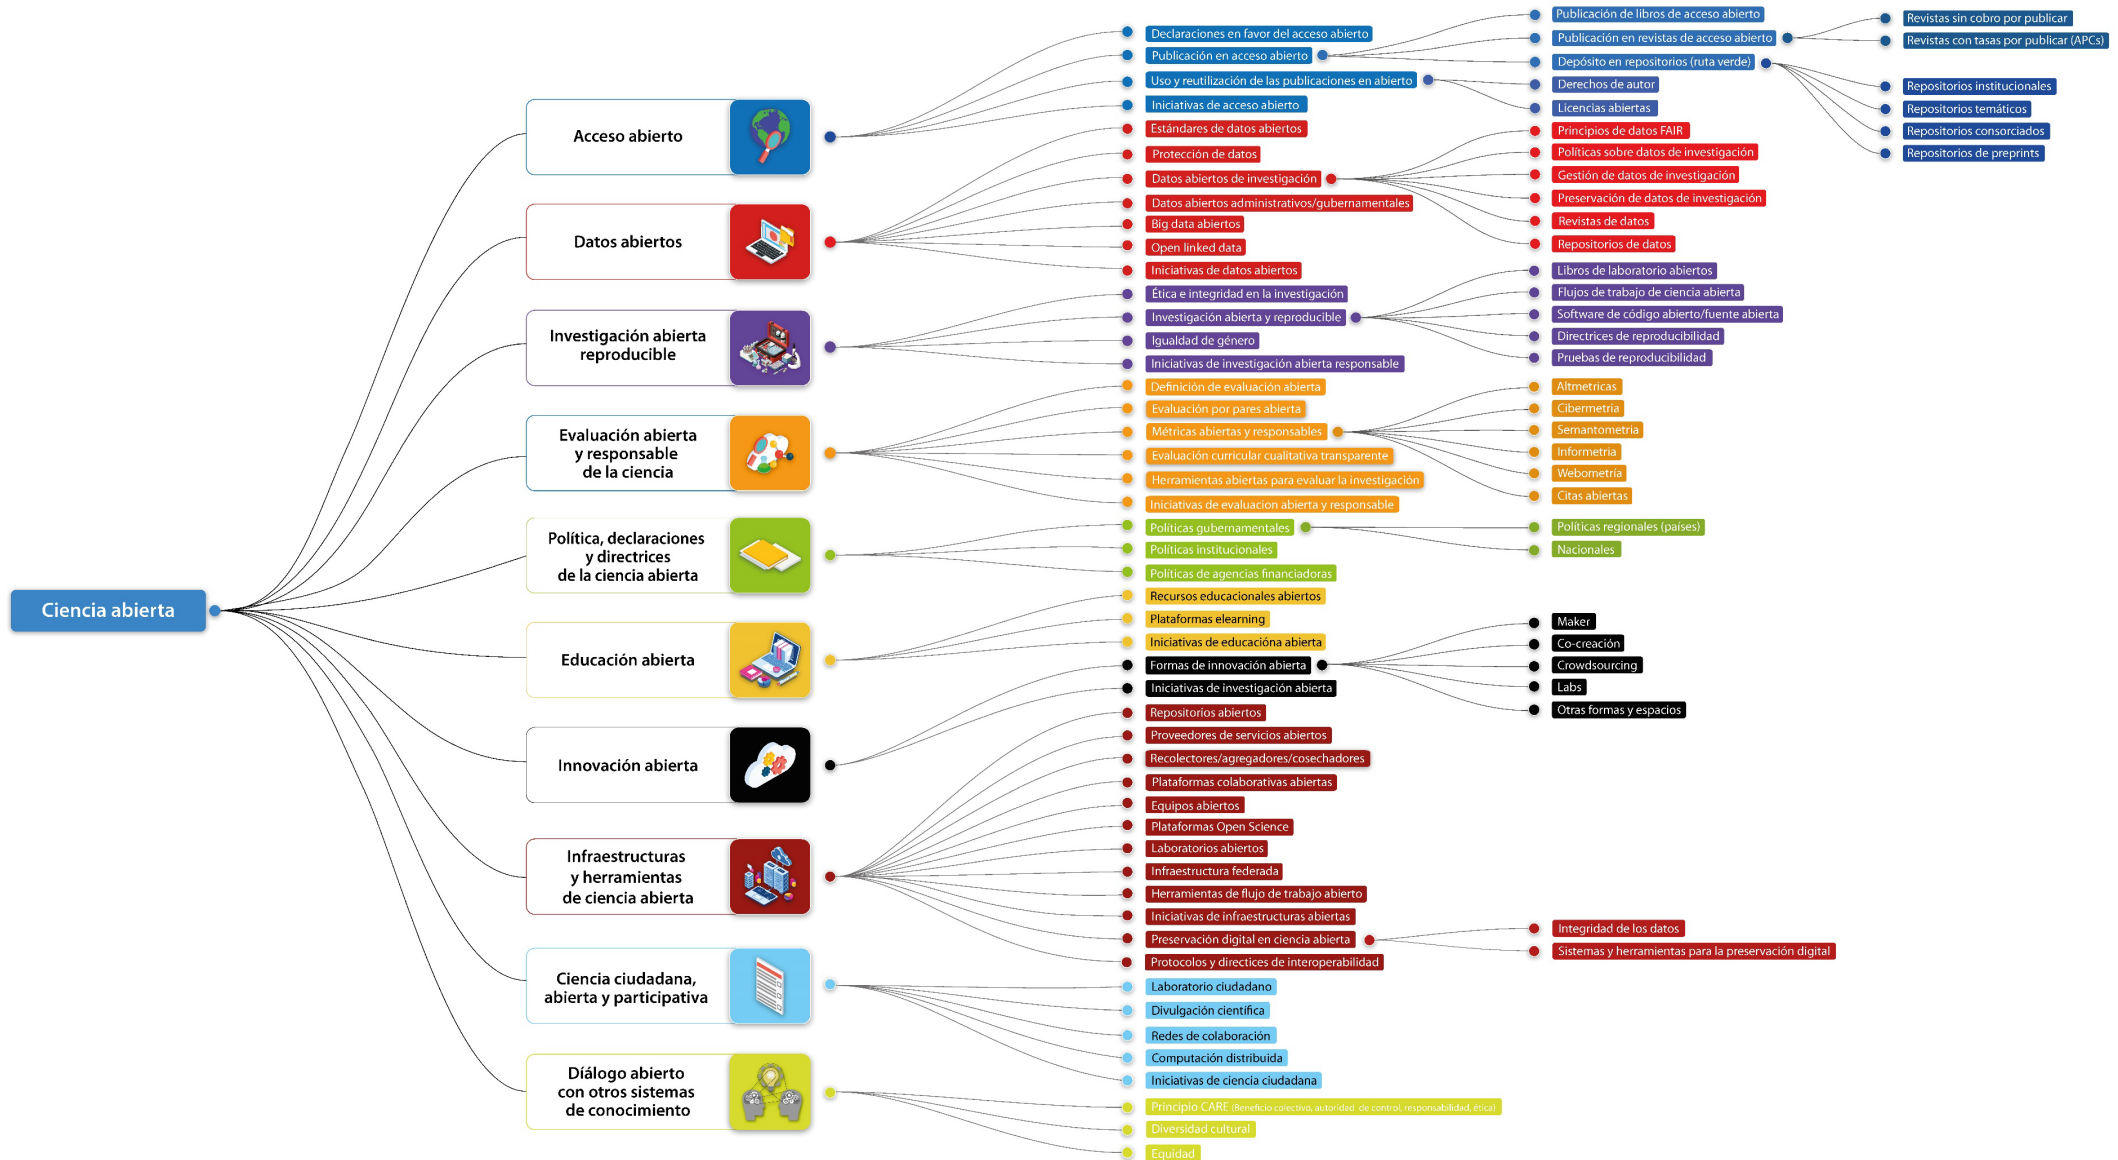 Ciencia abierta
Acceso abierto
Declaraciones en favor del acceso abierto
Publicación en acceso abierto
Publicación de libros de acceso abierto
Publicación en revistas de acceso abierto
Revistas sin cobro por publicar
Revistas con tasas por publicar (APCs)
Depósito en repositorios (ruta verde)
Repositorios institucionales
Repositorios temáticos
Repositorios consorciados
Repositorios de preprints
Uso y reutilización de las publicaciones en abierto
Derechos de autor
Licencias abiertas
Iniciativas de acceso abierto
Datos abiertos
Estándares de datos abiertos
Protección de datos
Datos abiertos de investigación
Principios de datos FAIR
Políticas sobre datos de investigación
Gestión de datos de investigación
Preservación de datos de investigación
Revistas de datos
Repositorios de datos
Datos abiertos administrativos/gubernamentales
Big data abiertos
Open linked data
Iniciativas de datos abiertos
Investigación abierta
reproducible
Ética e integridad en la investigación
Investigación abierta y reproducible
Libros de laboratorio abiertos
Flujos de trabajo de ciencia abierta
Software de código abierto/fuente abierta
Directrices de reproducibilidad
Pruebas de reproducibilidad
Igualdad de género
Iniciativas de investigación abierta responsable
Evaluación abierta
y responsable
de la ciencia
Definición de evaluación abierta
Evaluación por pares abierta
Métricas abiertas y responsables
Altmetricas
Cibermetria
Semantometria
Informetria
Webometría
Citas abiertas
Evaluación curricular cualitativa transparente
Herramientas abiertas para evaluar la investigación
Iniciativas de evaluacion abierta y responsable
Política, declaraciones
y directrices
de la ciencia abierta
Políticas gubernamentales
Políticas regionales (países)
Nacionales
Políticas institucionales
Políticas de agencias financiadoras
Educación abierta
Recursos educacionales abiertos
Plataformas elearning
Iniciativas de educacióna abierta
Innovación abierta
Formas de innovación abierta
Maker
Co-creación
Crowdsourcing
Labs
Otras formas y espacios
Iniciativas de investigación abierta
Infraestructuras
y herramientas
de ciencia abierta
Repositorios abiertos
Proveedores de servicios abiertos
Recolectores/agregadores/cosechadores
Plataformas colaborativas abiertas
Equipos abiertos
Plataformas Open Science
Laboratorios abiertos
Infraestructura federada
Herramientas de flujo de trabajo abierto
Iniciativas de infraestructuras abiertas
Preservación digital en ciencia abierta
Integridad de los datos
Sistemas y herramientas para la preservación digital
Protocolos y directices de interoperabilidad
Ciencia ciudadana,
abierta y participativa
Laboratorio ciudadano
Divulgación científica
Redes de colaboración
Computación distribuida
Iniciativas de ciencia ciudadana
Díálogo abierto
con otros sistemas
de conocimiento
Principio CARE (Beneficio colectivo, autoridad de control, responsabilidad, ética)
Diversidad cultural
Equidad